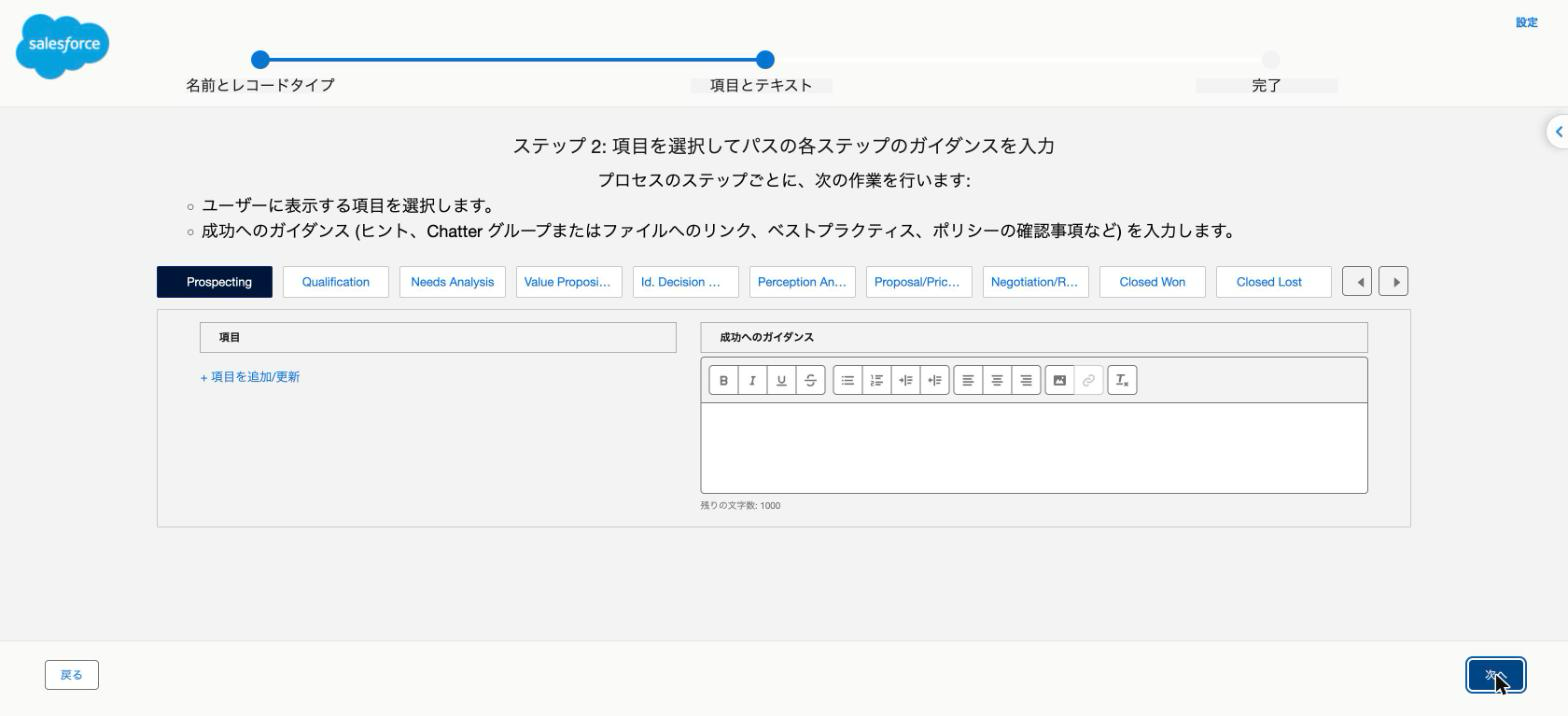 salesforce
設定
名前とレコードタイプ
項目とテキスト
完了
ステップ 2: 項目を選択してパスの各ステップのガイダンスを入力
プロセスのステップごとに、次の作業を行います:
ユーザーに表示する項目を選択します。
成功へのガイダンス (ヒント、Chatter グループまたはファイルへのリンク、ベストプラクティス、ポリシーの確認事項など) を入力します。
Prospecting
Qualification
Needs Analysis
Value Proposi...
Id. Decision ...
Perception An...
Proposal/Pric...
Negotiation/R...
Closed Won
Closed Lost
項目
成功へのガイダンス
+ 項目を追加/更新
B I U S
残りの文字数: 1000
戻る
次へ